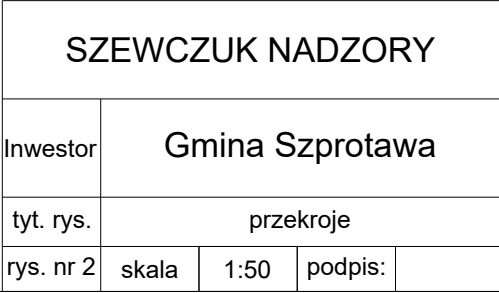 SZEWCZUK NADZORY
Inwestor Gmina Szprotawa
tyt. rys. przekroje
rys. nr 2 skala 1:50 podpis: